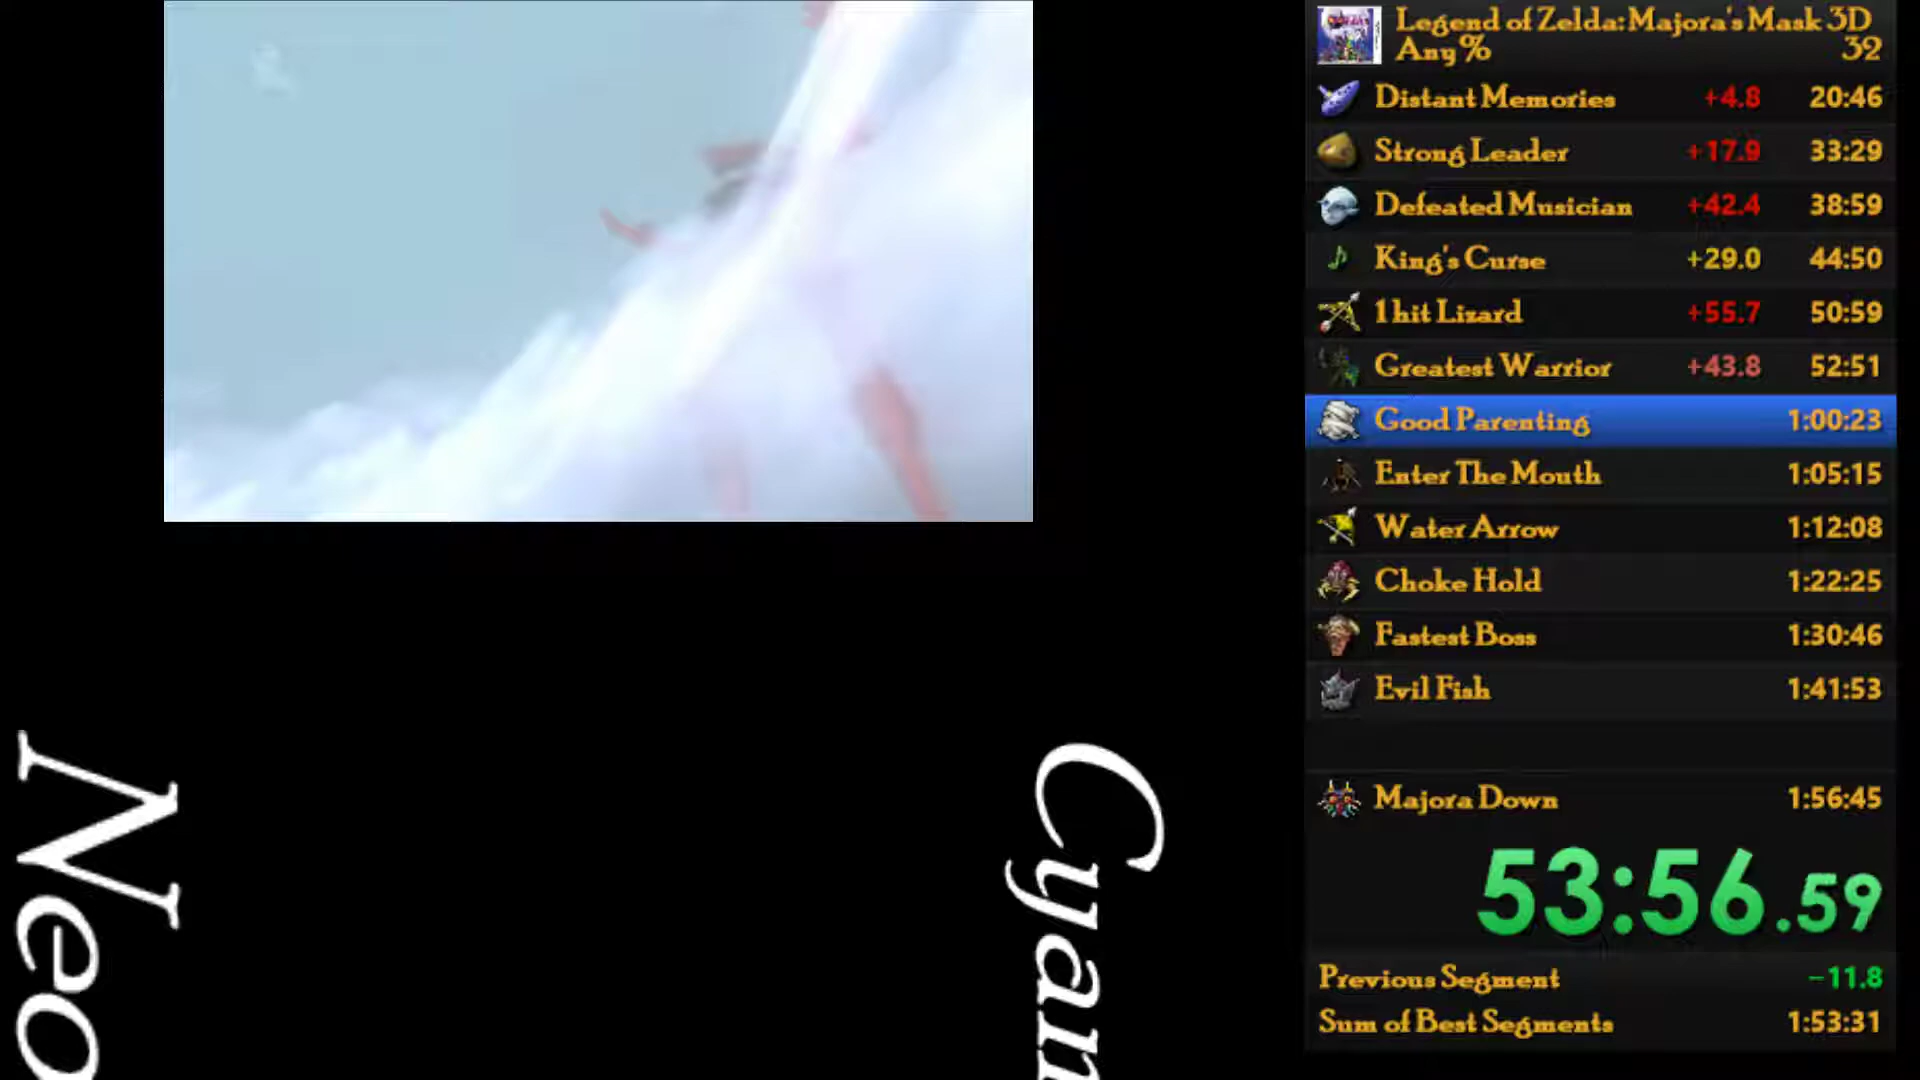 Legend of Zelda: Majora's Mask 3D
Any% 32
Distant Memories +4.8 20:46
Strong Leader +17.9 33:29
Defeated Musician +42.4 38:59
King's Curse +29.0 44:50
1 hit Lizard +55.7 50:59
Greatest Warrior +43.8 52:51
Good Parenting 1:00:23
Enter The Mouth 1:05:15
Water Arrow 1:12:08
Choke Hold 1:22:25
Fastest Boss 1:30:46
Evil Fish 1:41:53
Majora Down 1:56:45
53:56.59
Previous Segment −11.8
Sum of Best Segments 1:53:31
Neo
Cyan